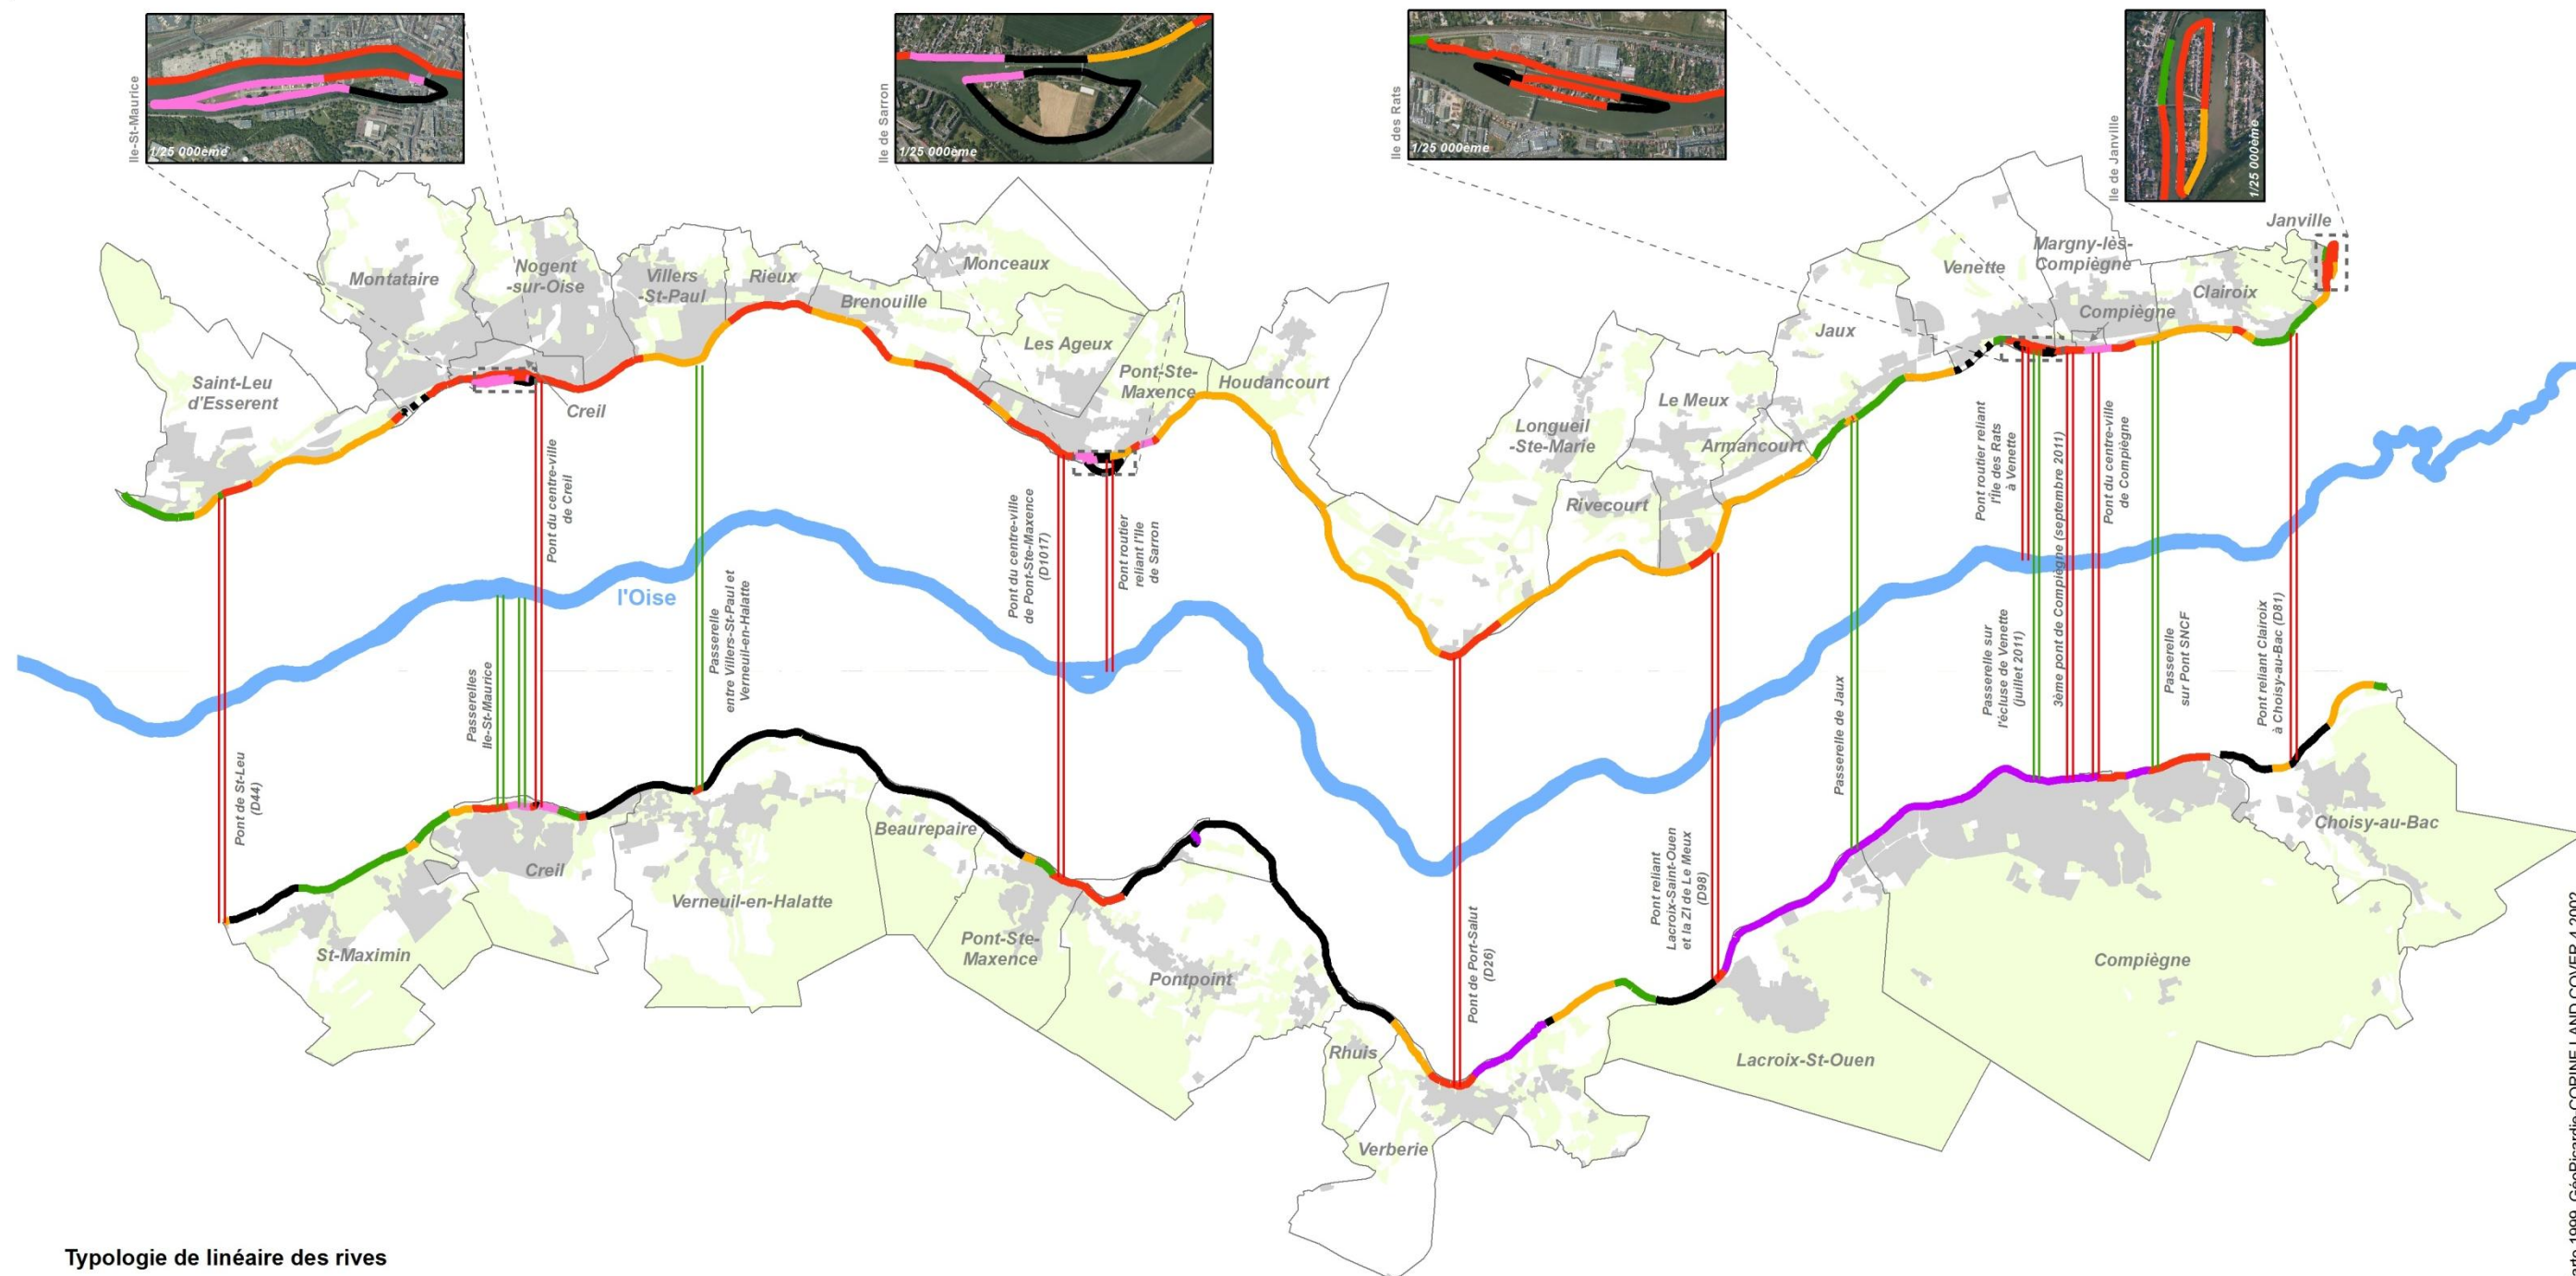 Ile-St-Maurice
1/25 000ème
Ile de Sarron
1/25 000ème
Ile des Rats
1/25 000ème
Ile de Janville
1/25 000ème
Janville
Montataire
Nogent
-sur-Oise
Villers
-St-Paul
Rieux
Brenouille
Monceaux
Les Ageux
Pont-Ste-
Maxence
Houdancourt
Saint-Leu
d'Esserent
Creil
Longueil
-Ste-Marie
Le Meux
Rivecourt
Armancourt
Jaux
Venette
Margny-lès-
Compiègne
Compiègne
Clairoix
l'Oise
Pont de St-Leu
(D44)
Passerelles
Ile-St-Maurice
Pont du centre-ville
de Creil
Passerelle
entre Villers-St-Paul et
Verneuil-en-Halatte
Pont du centre-ville
de Pont-Ste-Maxence
(D1017)
Pont routier
reliant l'Ile
de Sarron
Pont de Port-Salut
(D26)
Pont reliant
Lacroix-Saint-Ouen
et la ZI de Le Meux
(D98)
Passerelle de Jaux
Pont routier reliant
l'Île des Rats
à Venette
Passerelle sur
l'écluse de Venette
(juillet 2011)
3ème pont de Compiègne (septembre 2011)
Pont du centre-ville
de Compiègne
Passerelle
sur Pont SNCF
Pont reliant Clairoix
à Choisy-au-Bac (D81)
St-Maximin
Creil
Verneuil-en-Halatte
Beaurepaire
Pont-Ste-
Maxence
Pontpoint
Rhuis
Verberie
Lacroix-St-Ouen
Compiègne
Choisy-au-Bac
Typologie de linéaire des rives
1999, GéoPicardie CORINE LAND COVER 4 2002